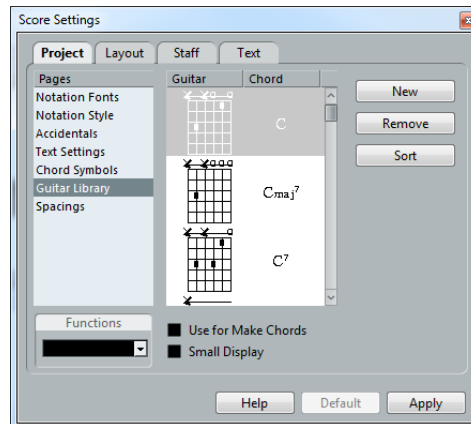 Score Settings
Project Layout Staff Text
Pages
Notation Fonts
Notation Style
Accidentals
Text Settings
Chord Symbols
Guitar Library
Spacings
Functions
Guitar Chord
C
Cmaj7
C7
Use for Make Chords
Small Display
New
Remove
Sort
Help Default Apply